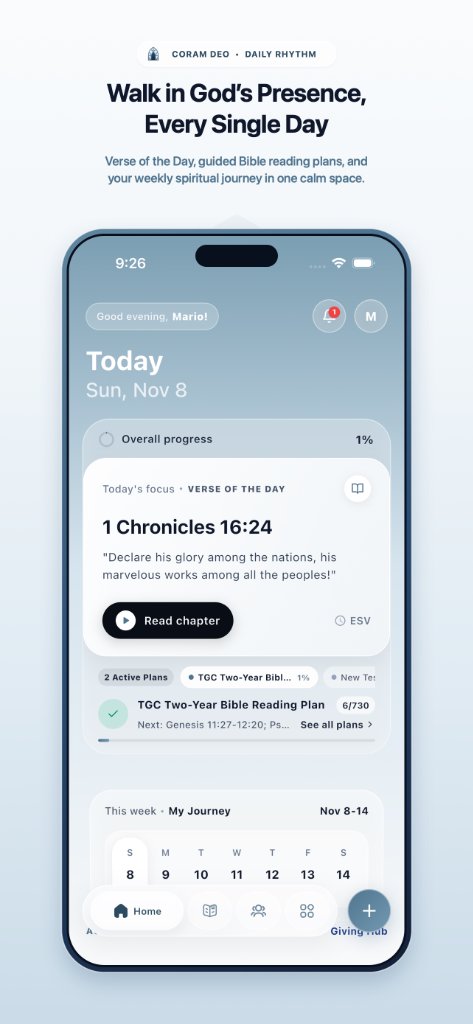 CORAM DEO • DAILY RHYTHM
Walk in God's Presence,
Every Single Day
Verse of the Day, guided Bible reading plans, and
your weekly spiritual journey in one calm space.
9:26
Good evening, Mario!
1
M
Today
Sun, Nov 8
Overall progress
1%
Today's focus • VERSE OF THE DAY
1 Chronicles 16:24
"Declare his glory among the nations, his
marvelous works among all the peoples!"
Read chapter
ESV
2 Active Plans
TGC Two-Year Bibl... 1%
New Tes
TGC Two-Year Bible Reading Plan
6/730
Next: Genesis 11:27-12:20; Ps...
See all plans >
This week • My Journey
Nov 8-14
S M T W T F S
8 9 10 11 12 13 14
Home
Giving Hub